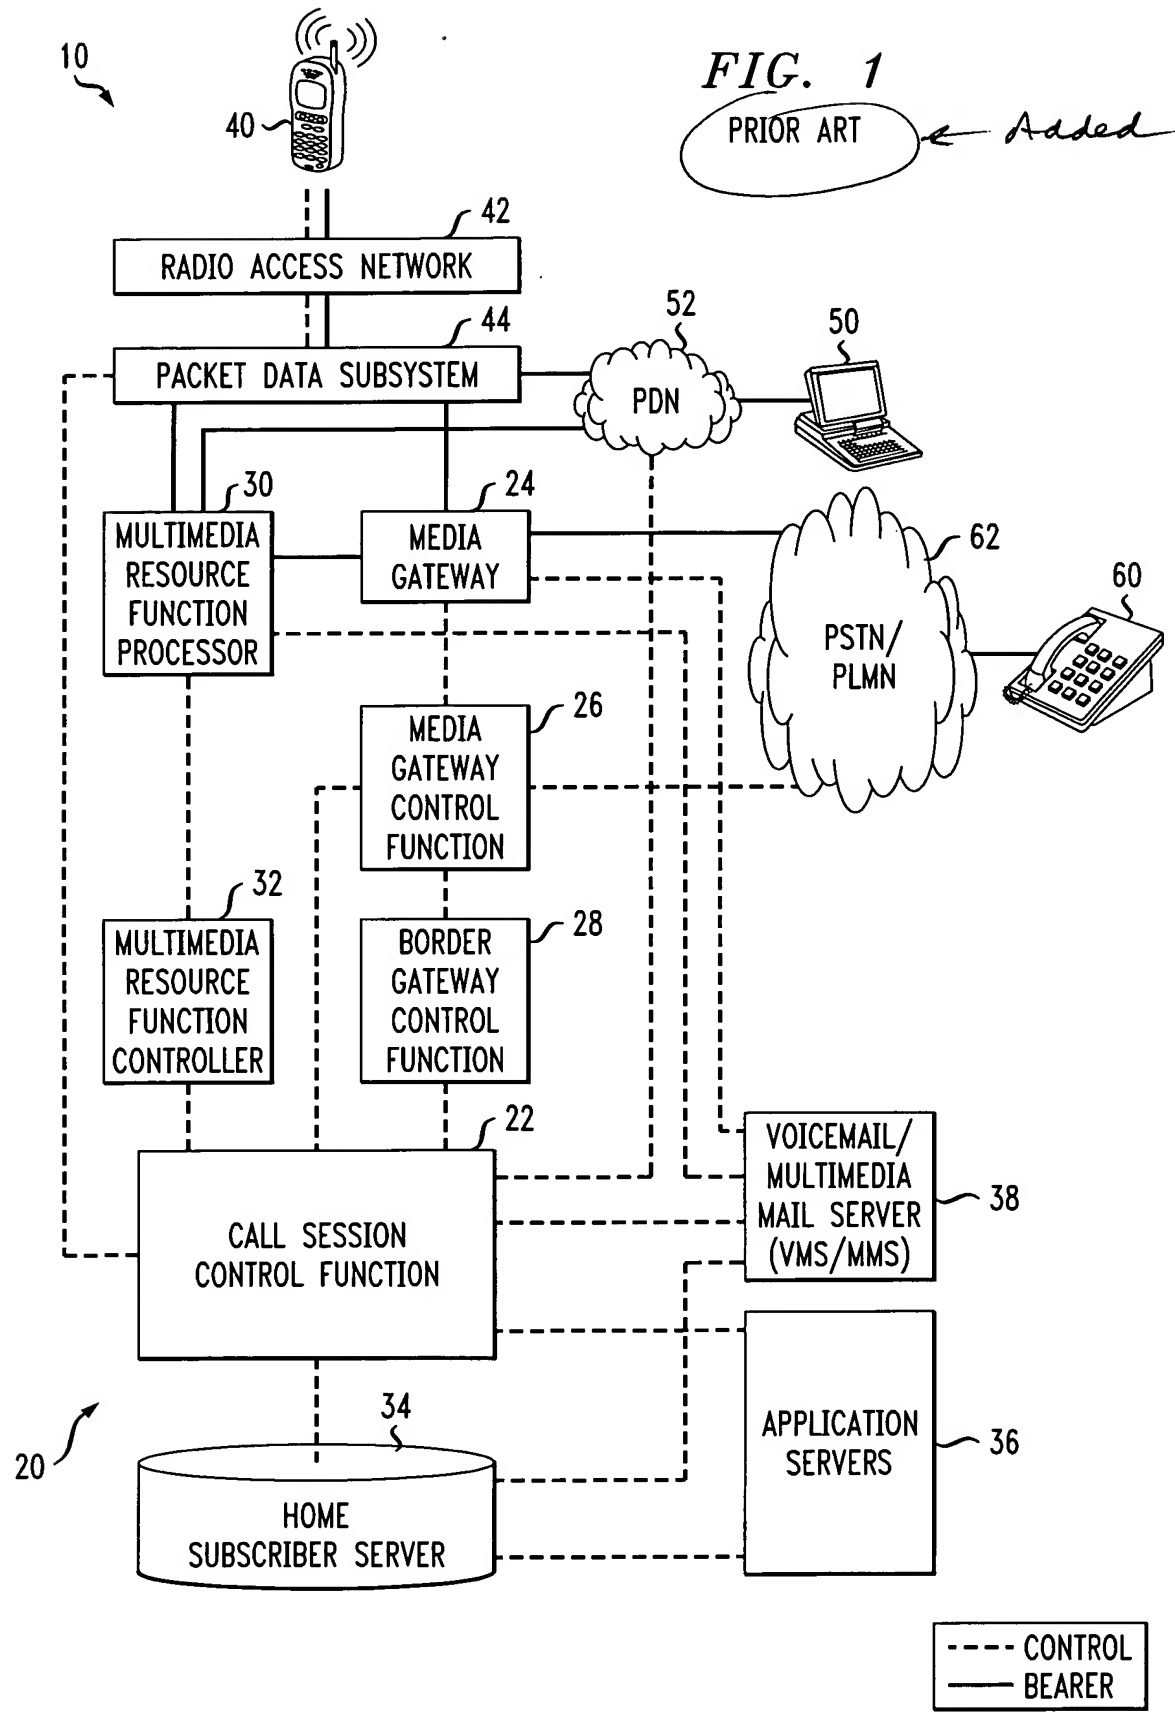 10
FIG. 1
40
PRIOR ART
Added
42
RADIO ACCESS NETWORK
44
PACKET DATA SUBSYSTEM
52
PDN
50
30
MULTIMEDIA
RESOURCE
FUNCTION
PROCESSOR
24
MEDIA
GATEWAY
62
PSTN/
PLMN
60
26
MEDIA
GATEWAY
CONTROL
FUNCTION
32
MULTIMEDIA
RESOURCE
FUNCTION
CONTROLLER
28
BORDER
GATEWAY
CONTROL
FUNCTION
22
CALL SESSION
CONTROL FUNCTION
VOICEMAIL/
MULTIMEDIA
MAIL SERVER
(VMS/MMS)
38
20
34
HOME
SUBSCRIBER SERVER
APPLICATION
SERVERS
36
CONTROL
BEARER